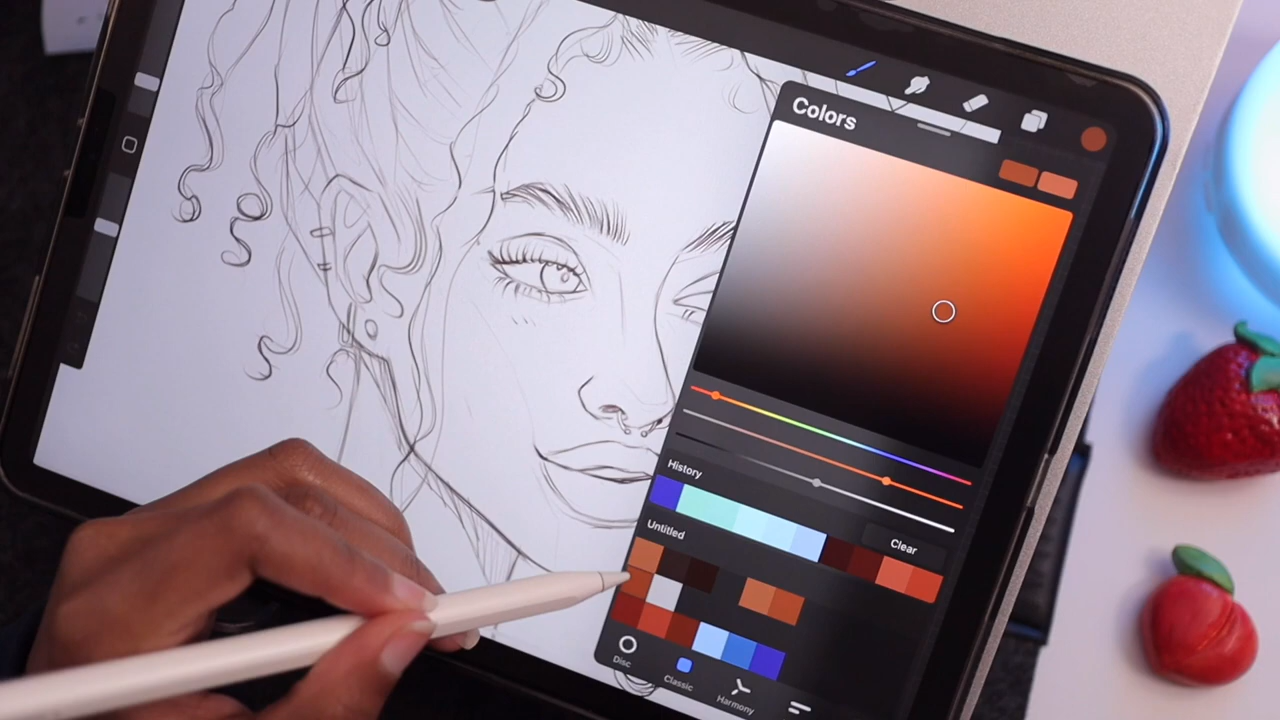 Colors
History
Clear
Untitled
Disc
Classic
Harmony